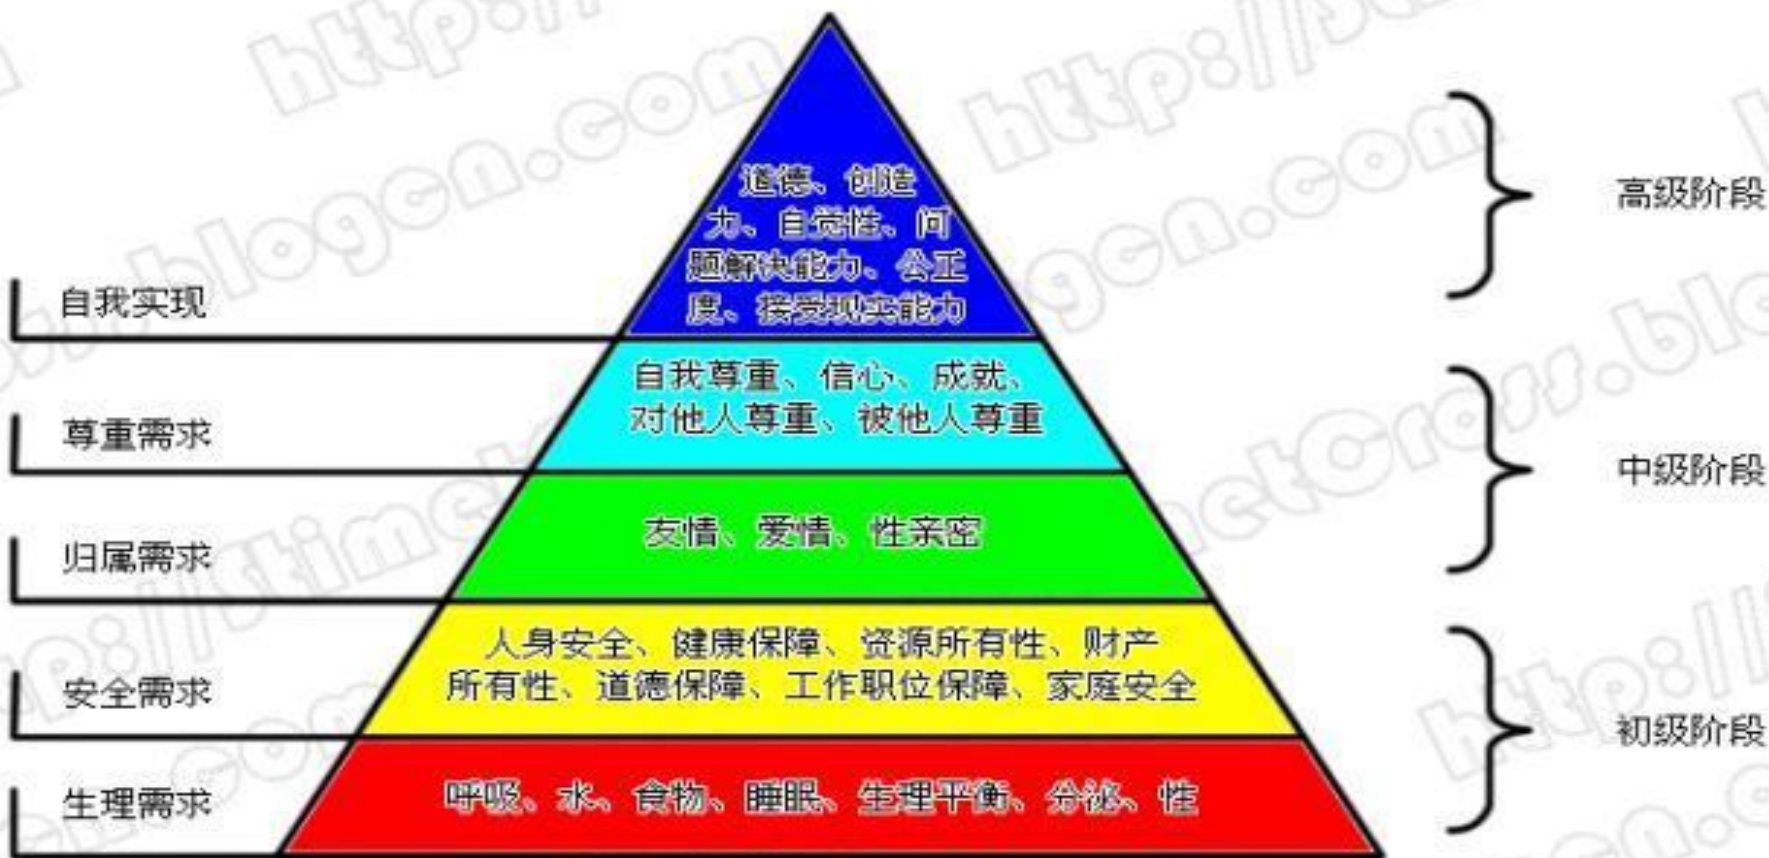 高级阶段
道德、创造
力、自觉性、问
题解决能力、公正
度、接受现实能力
自我实现
自我尊重、信心、成就、
对他人尊重、被他人尊重
尊重需求
中级阶段
友情、爱情、性亲密
归属需求
人身安全、健康保障、资源所有性、财产
所有性、道德保障、工作职位保障、家庭安全
安全需求
初级阶段
呼吸、水、食物、睡眠、生理平衡、分泌、性
生理需求